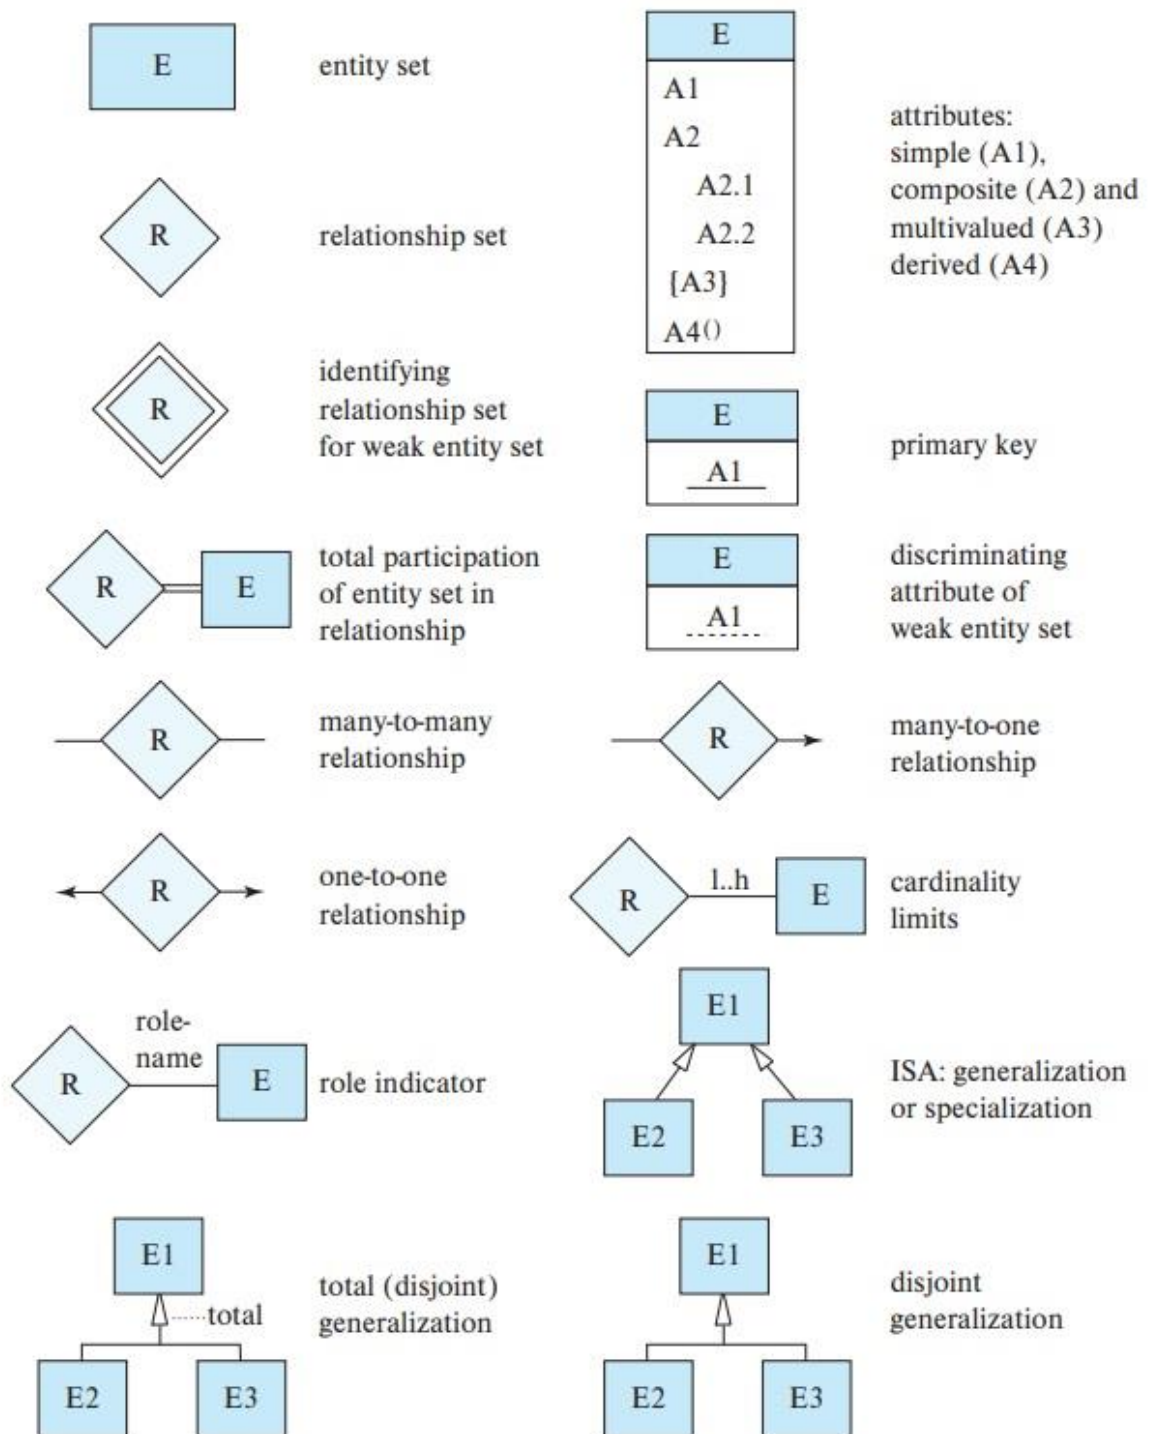 E
entity set
E
A1
A2
A2.1
A2.2
{A3}
A4()
attributes:
simple (A1),
composite (A2) and
multivalued (A3)
derived (A4)
R
relationship set
R
identifying
relationship set
for weak entity set
E
A1
primary key
R
E
total participation
of entity set in
relationship
E
A1
discriminating
attribute of
weak entity set
R
many-to-many
relationship
R
many-to-one
relationship
R
one-to-one
relationship
R
l..h
E
cardinality
limits
R
role-
name
E
role indicator
E1
E2
E3
ISA: generalization
or specialization
E1
total
E2
E3
total (disjoint)
generalization
E1
E2
E3
disjoint
generalization